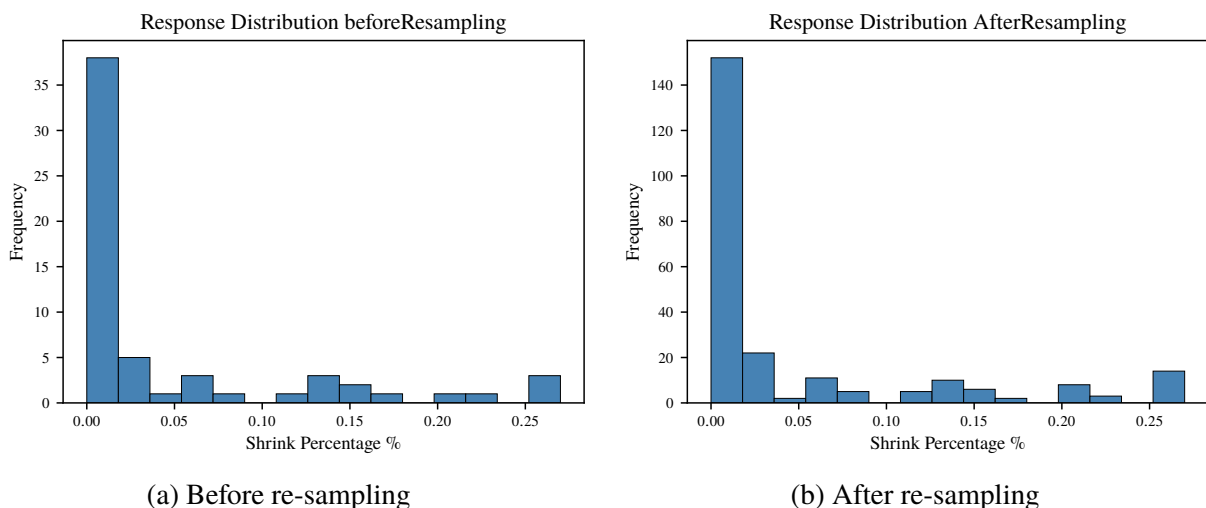 Response Distribution beforeResampling
35
30
25
20
15
10
5
0
Frequency
0.00 0.05 0.10 0.15 0.20 0.25
Shrink Percentage %
(a) Before re-sampling
Response Distribution AfterResampling
140
120
100
80
60
40
20
0
Frequency
0.00 0.05 0.10 0.15 0.20 0.25
Shrink Percentage %
(b) After re-sampling